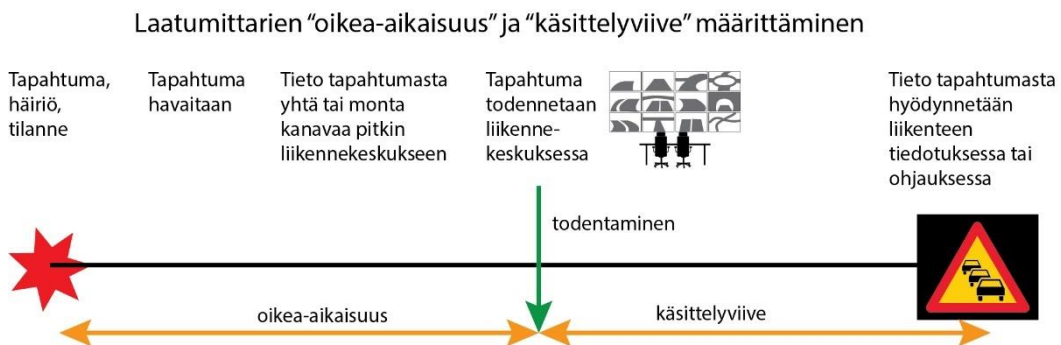 Laatumittarien “oikea-aikaisuus” ja “käsittelyviive” määrittäminen
Tapahtuma,
häiriö,
tilanne
Tapahtuma
havaitaan
Tieto tapahtumasta
yhtä tai monta
kanavaa pitkin
liikennekeskukseen
Tapahtuma
todennetaan
liikenne-
keskuksessa
Tieto tapahtumasta
hyödynnetään
liikenteen
tiedotuksessa tai
ohjauksessa
todentaminen
oikea-aikaisuus
käsittelyviive